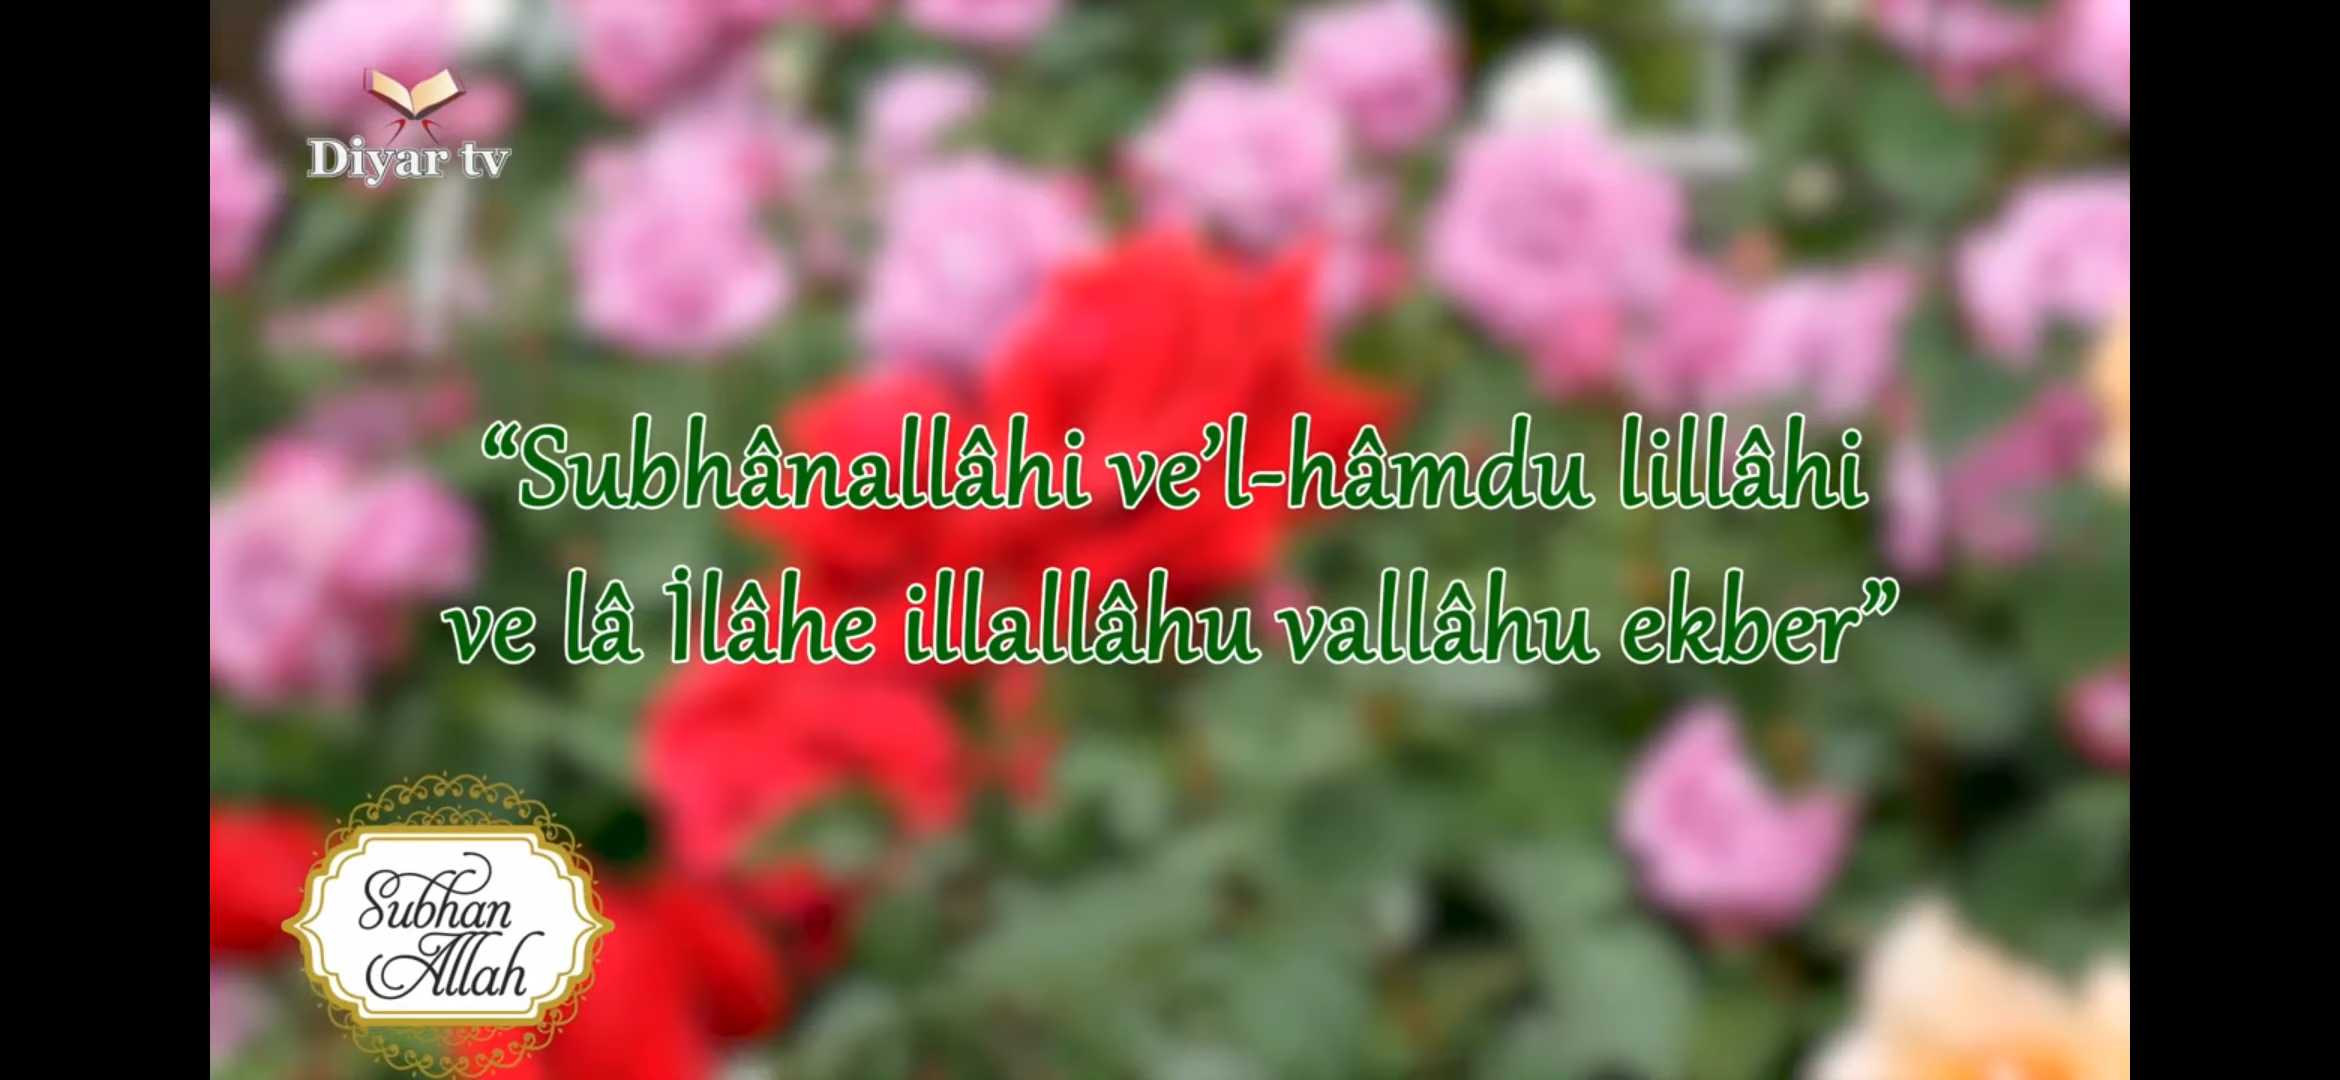 Diyar tv
“Subhânallâhi ve’l-hâmdu lillâhi
ve lâ İlâhe illallâhu vallâhu ekber”
Subhan
Allah